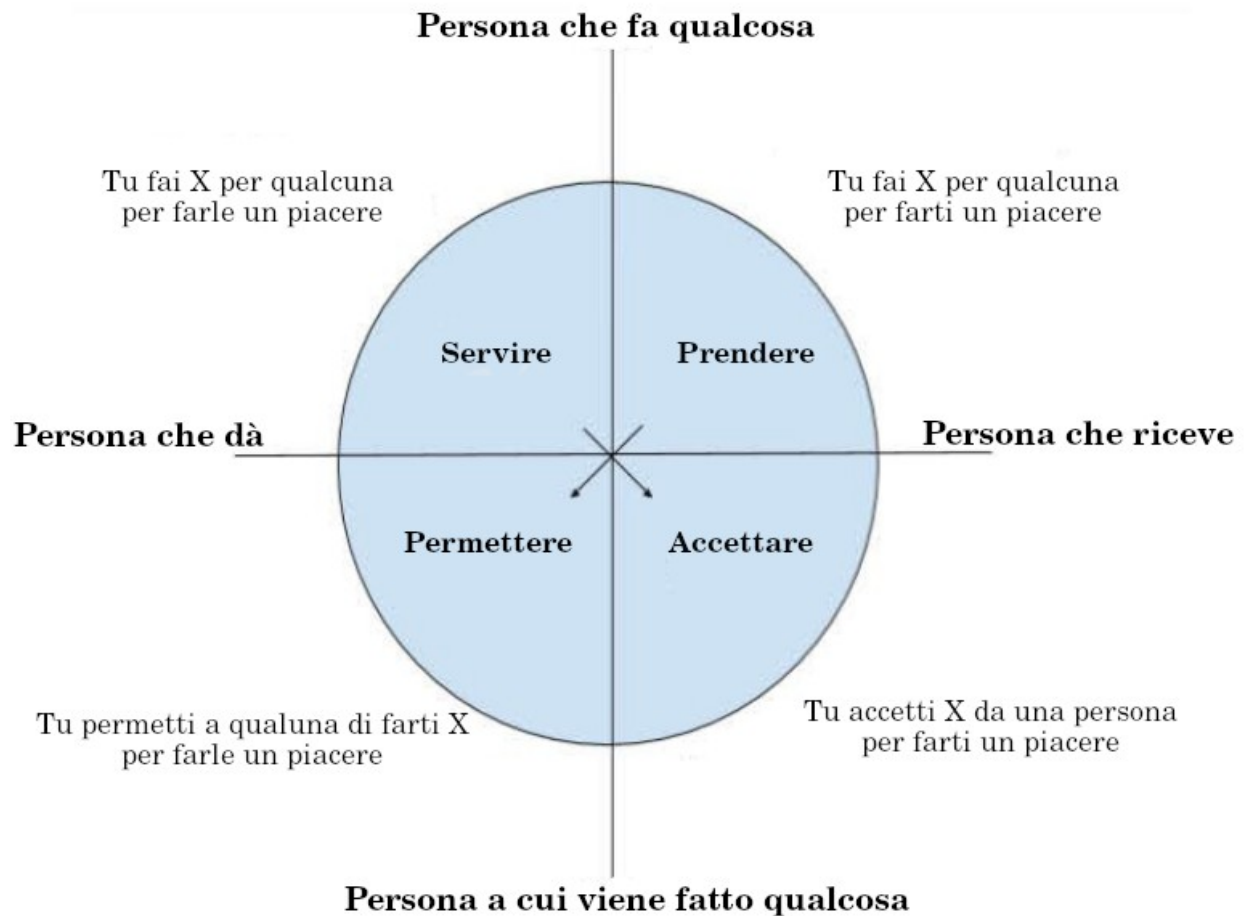 Persona che fa qualcosa
Tu fai X per qualcuna
per farle un piacere
Tu fai X per qualcuna
per farti un piacere
Servire
Prendere
Persona che dà
Persona che riceve
Permettere
Accettare
Tu permetti a qualuna di farti X
per farle un piacere
Tu accetti X da una persona
per farti un piacere
Persona a cui viene fatto qualcosa